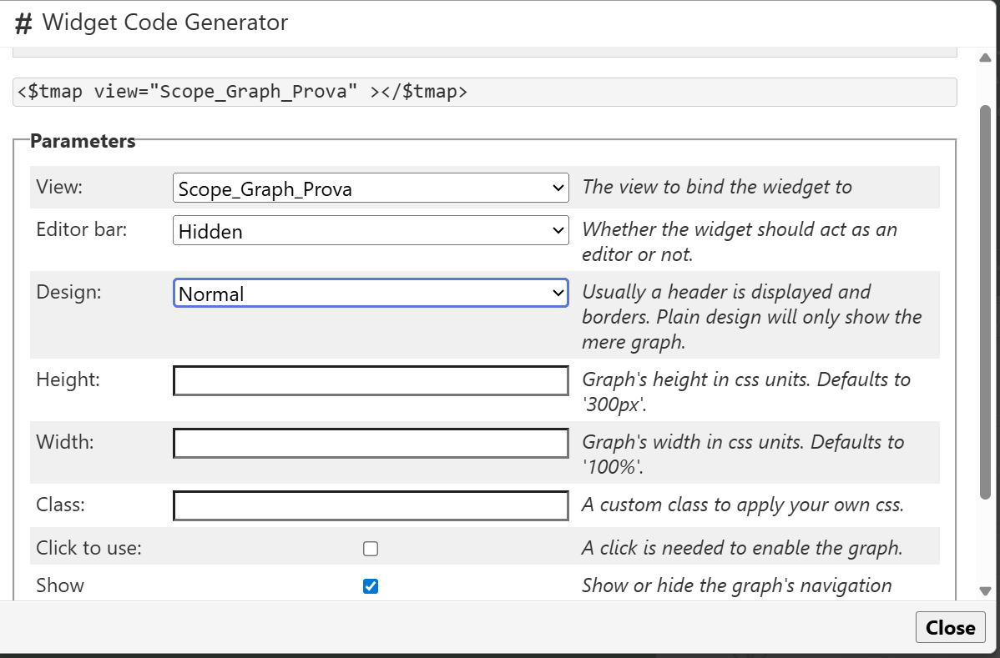 # Widget Code Generator
<$tmap view="Scope_Graph_Prova" ></$tmap>
Parameters
View:
Scope_Graph_Prova
The view to bind the wiedget to
Editor bar:
Hidden
Whether the widget should act as an
editor or not.
Design:
Normal
Usually a header is displayed and
borders. Plain design will only show the
mere graph.
Height:
Graph's height in css units. Defaults to
'300px'.
Width:
Graph's width in css units. Defaults to
'100%'.
Class:
A custom class to apply your own css.
Click to use:
A click is needed to enable the graph.
Show
Show or hide the graph's navigation
Close